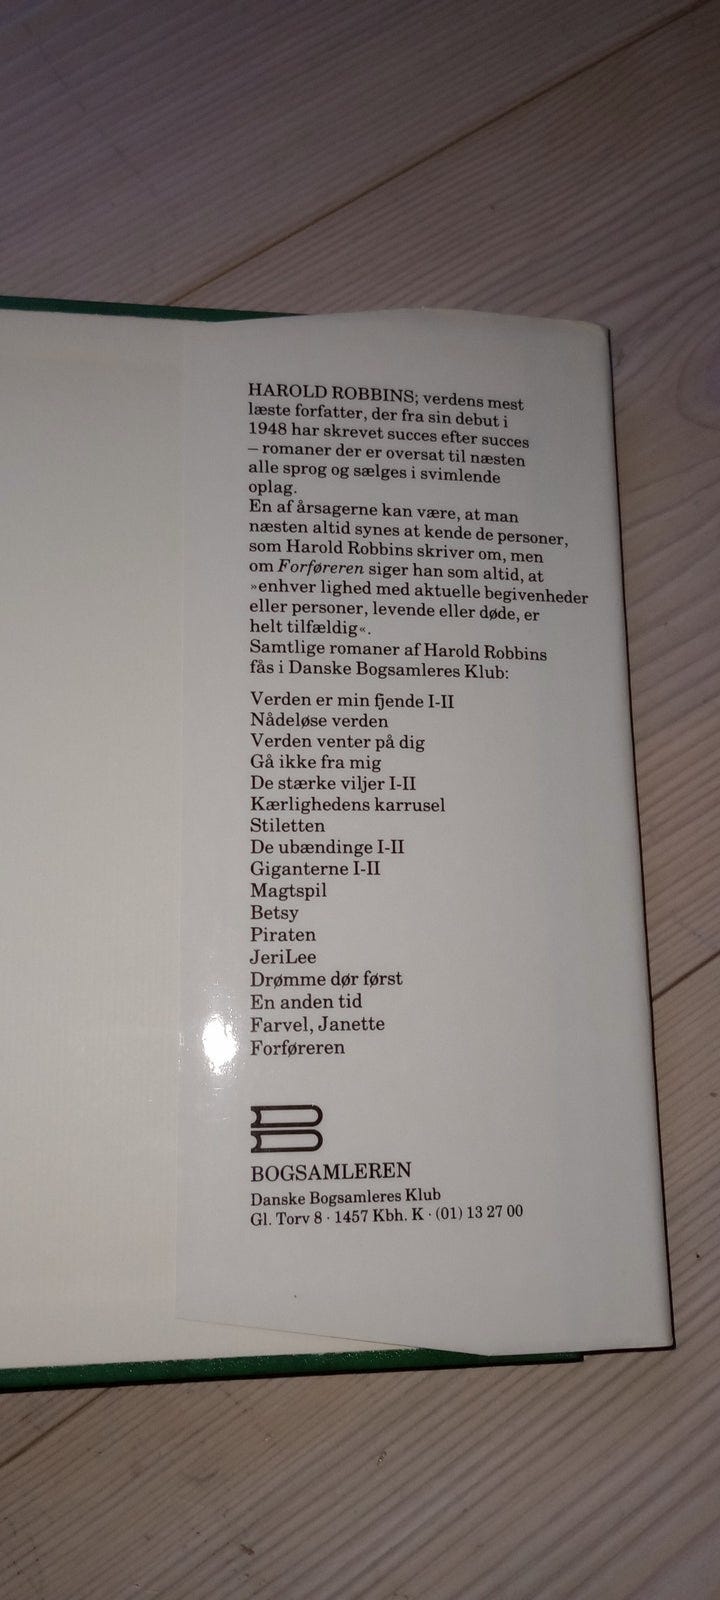 HAROLD ROBBINS; verdens mest
læste forfatter, der fra sin debut i
1948 har skrevet succes efter succes
– romaner der er oversat til næsten
alle sprog og sælges i svimlende
oplag.
En af årsagerne kan være, at man
næsten altid synes at kende de personer,
som Harold Robbins skriver om, men
om Forføreren siger han som altid, at
»enhver lighed med aktuelle begivenheder
eller personer, levende eller døde, er
helt tilfældig«.
Samtlige romaner af Harold Robbins
fås i Danske Bogsamleres Klub:
Verden er min fjende I-II
Nådeløse verden
Verden venter på dig
Gå ikke fra mig
De stærke viljer I-II
Kærlighedens karrusel
Stiletten
De ubændinge I-II
Giganterne I-II
Magtspil
Betsy
Piraten
JeriLee
Drømme dør først
En anden tid
Farvel, Janette
Forføreren
BOGSAMLEREN
Danske Bogsamleres Klub
Gl. Torv 8 · 1457 Kbh. K · (01) 13 27 00